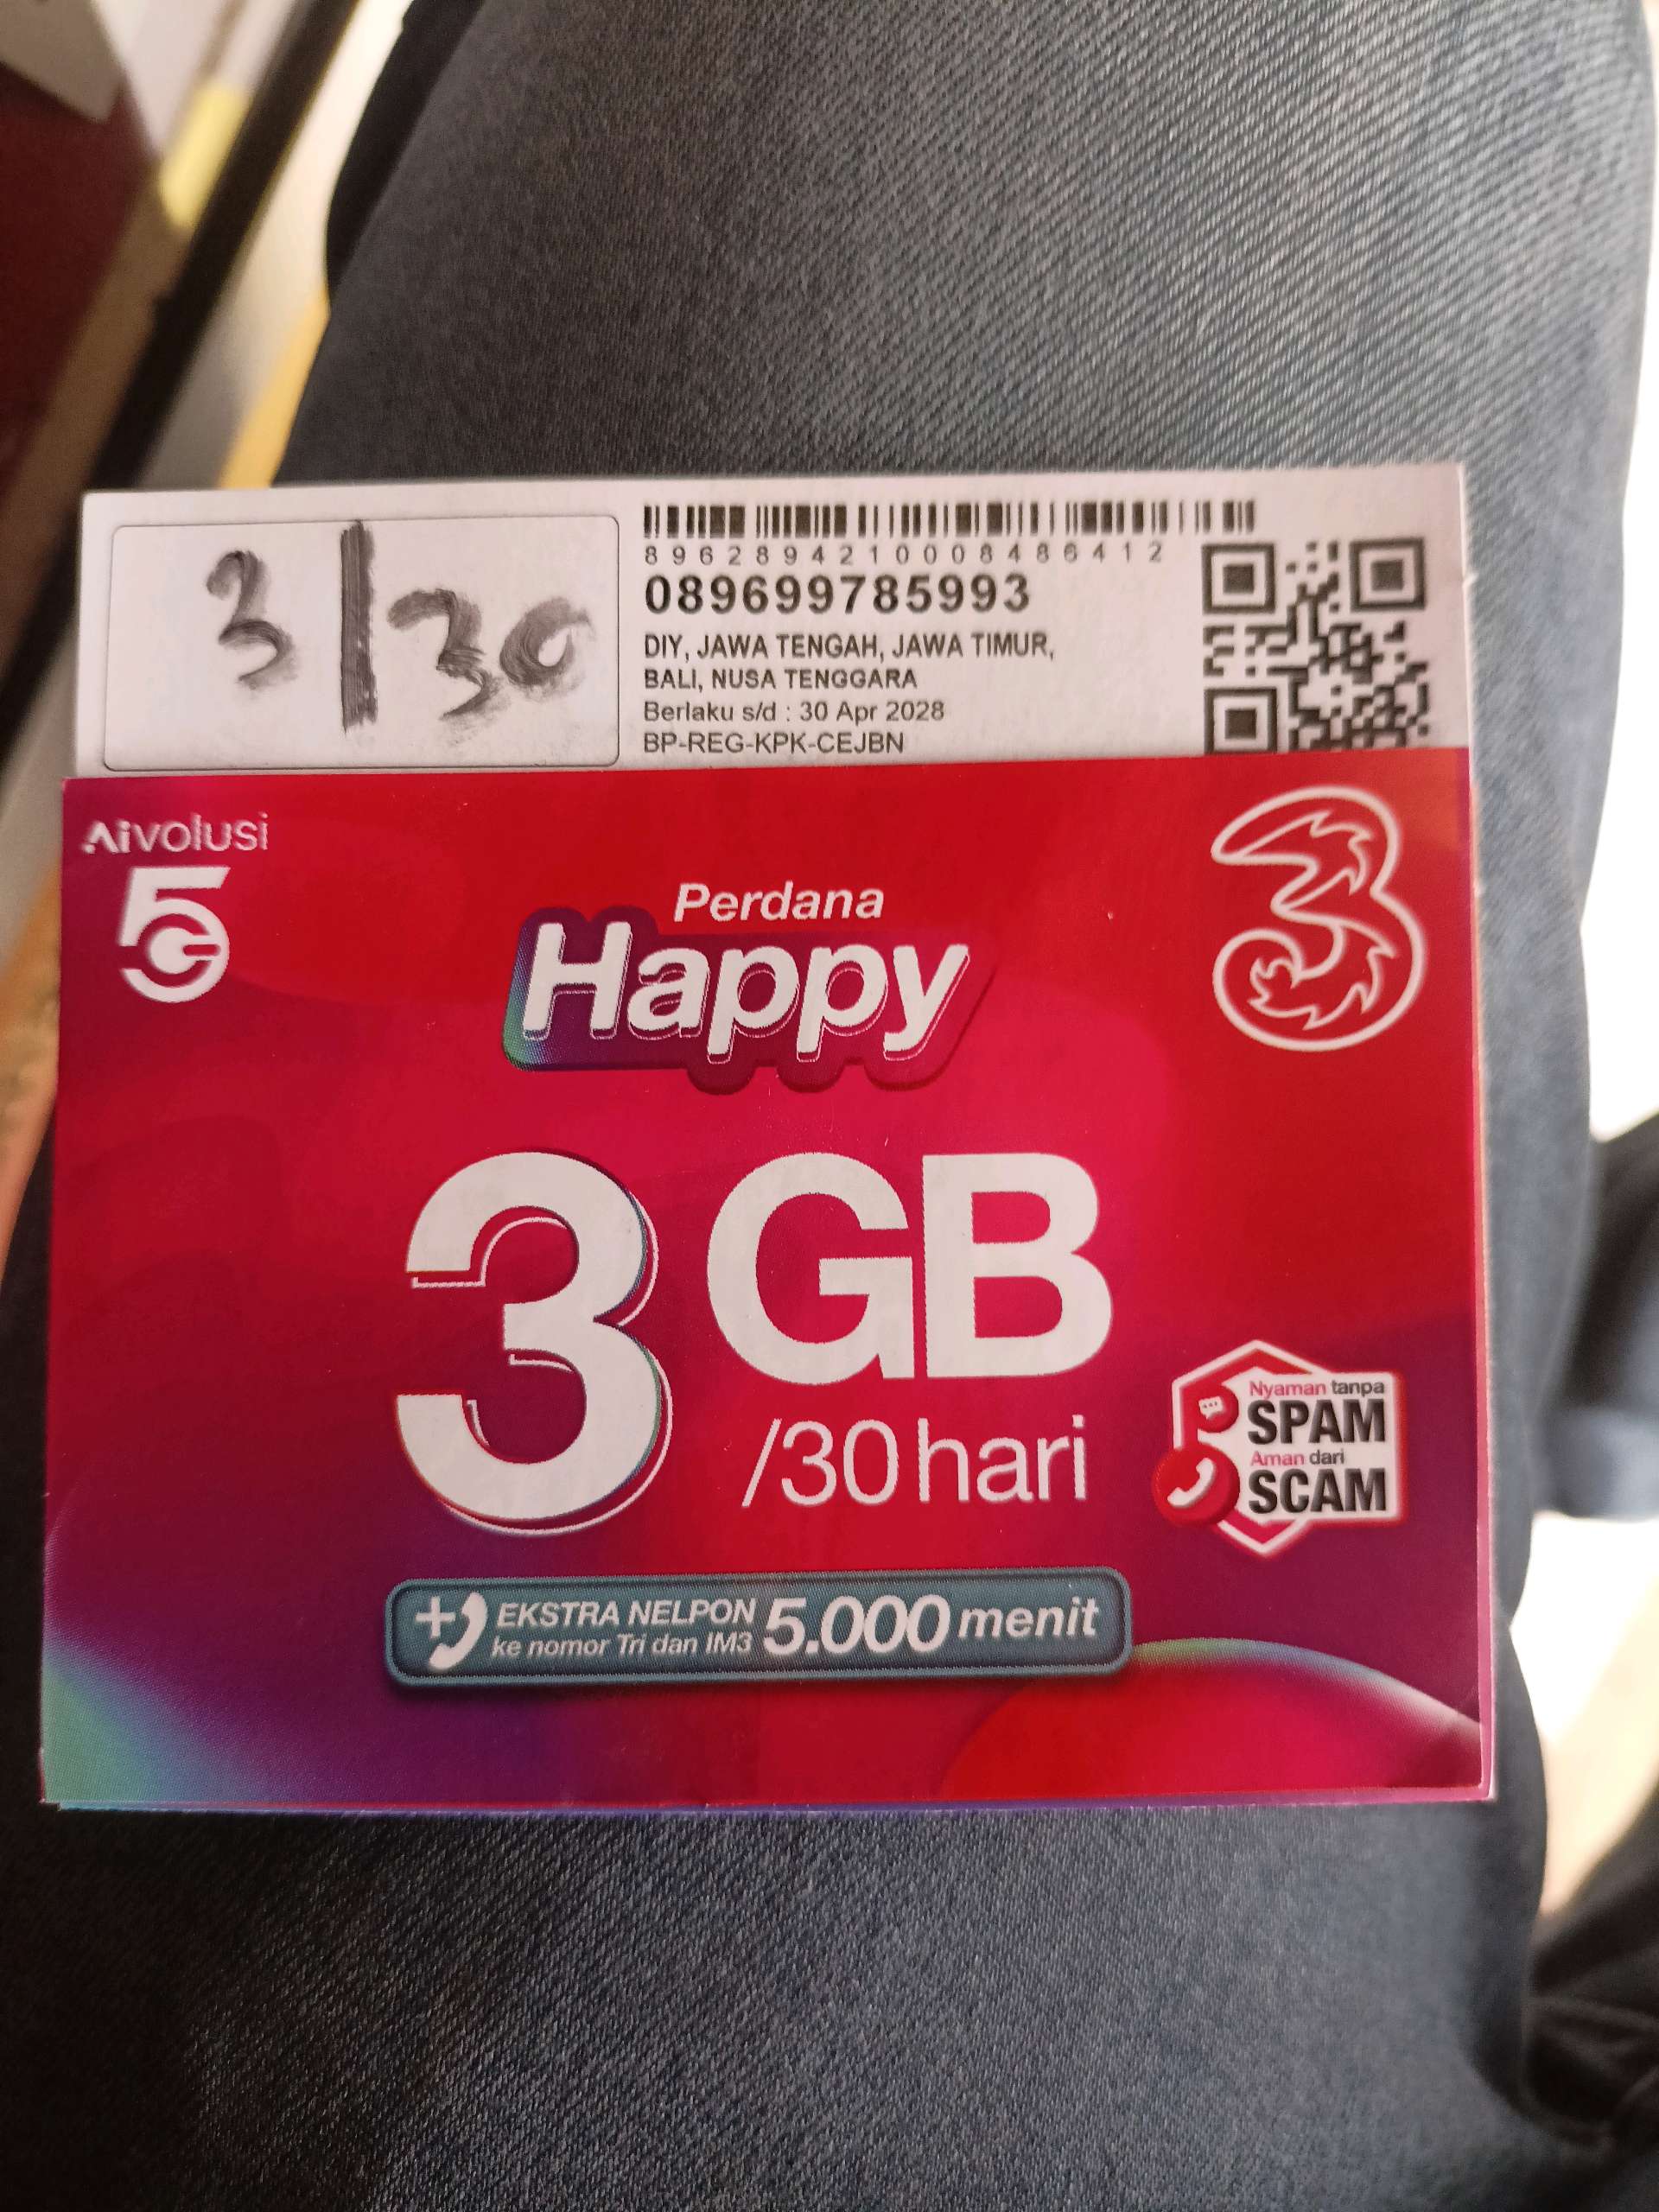 3/30
8962894210008486412
089699785993
DIY, JAWA TENGAH, JAWA TIMUR,
BALI, NUSA TENGGARA
Berlaku s/d : 30 Apr 2028
BP-REG-KPK-CEJBN
Aivolusi
5G
3
Perdana
Happy
3 GB
/30 hari
Nyaman tanpa
SPAM
Aman dari
SCAM
EKSTRA NELPON
ke nomor Tri dan IM3
5.000 menit